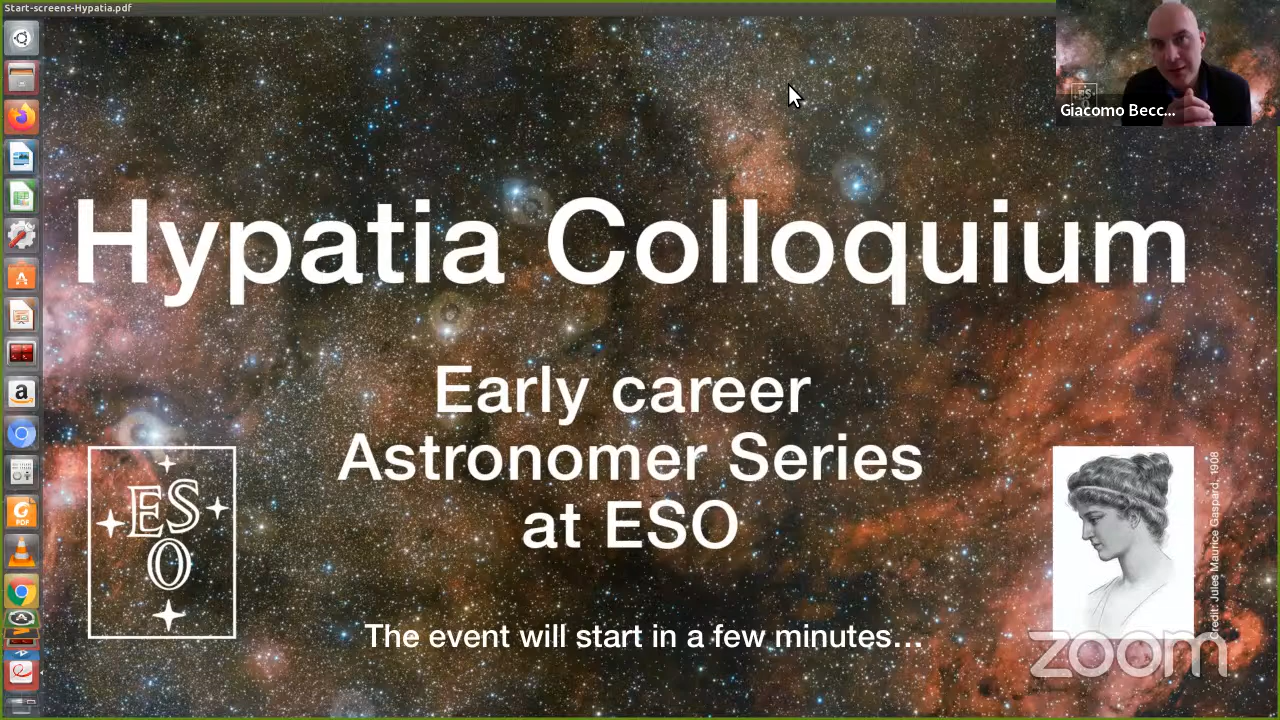 Start-screens-Hypatia.pdf
Giacomo Becc...
ES
Hypatia Colloquium
Early career
Astronomer Series
at ESO
ES
O
Credit: Jules Maurice Gaspard, 1908
The event will start in a few minutes...
zoom